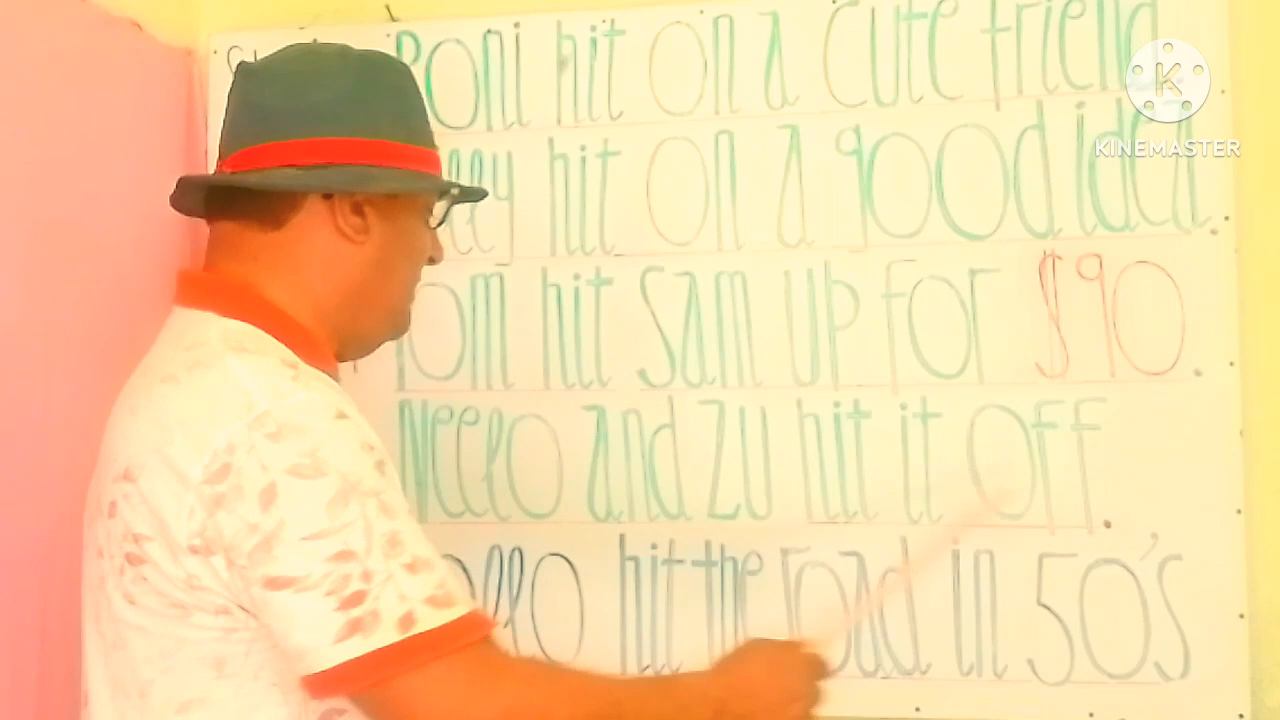 Roni hit on a cute friend
hit on a good idea
Tom hit Sam up for $90
Neelo and Zu hit it off.
hit the road in 50's
KINEMASTER